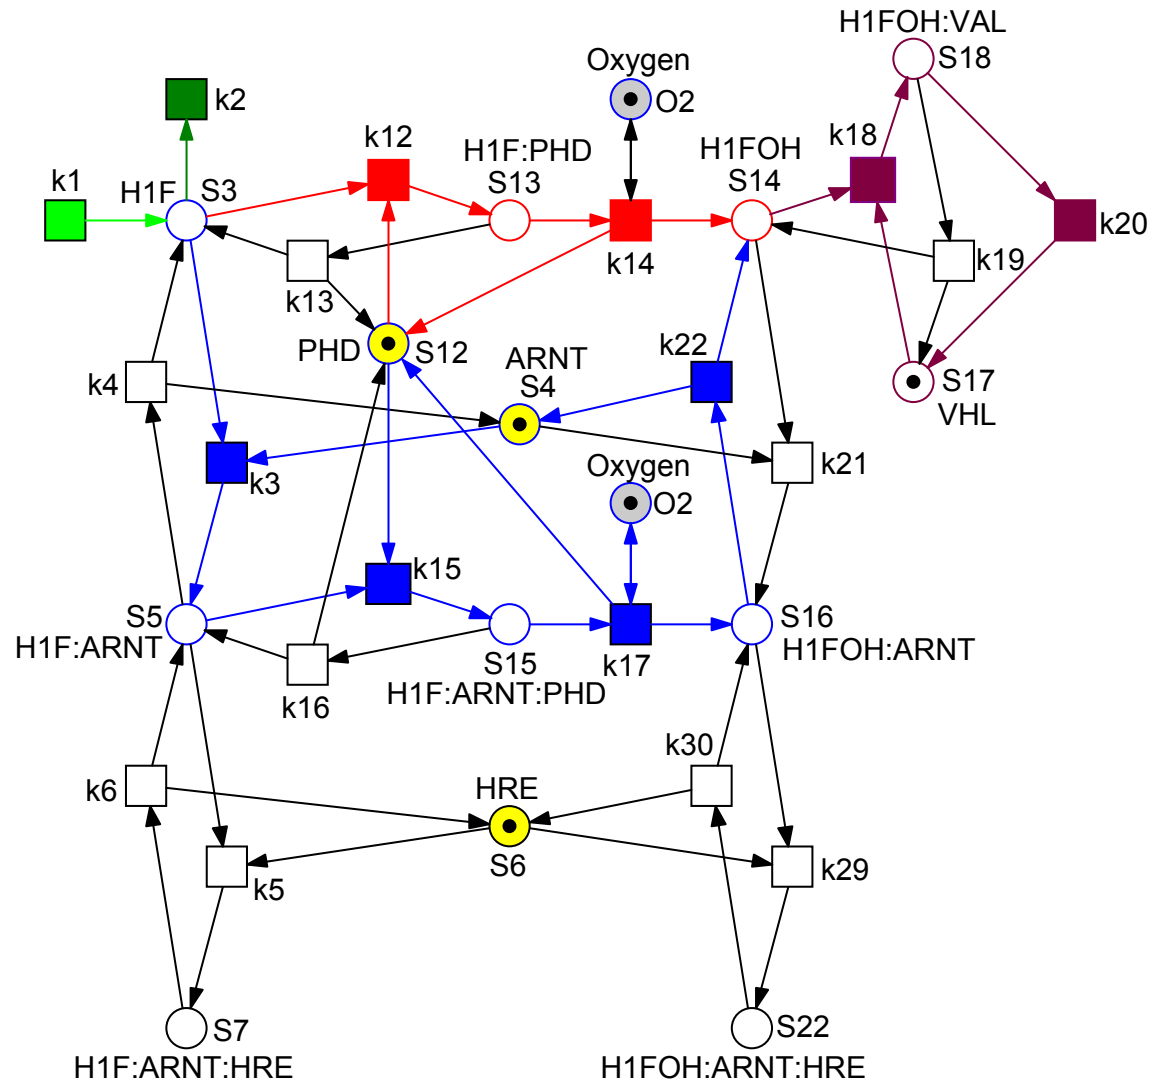 H1FOH:VAL
S18
Oxygen
O2
k2
k12
k18
H1F:PHD
S13
H1FOH
S14
k1
H1F
S3
k20
k14
k19
k13
PHD
S12
ARNT
S4
k22
S17
VHL
k4
k3
Oxygen
O2
k21
k15
S5
H1F:ARNT
S16
H1FOH:ARNT
S15
H1F:ARNT:PHD
k17
k16
k30
k6
HRE
S6
k5
k29
S7
H1F:ARNT:HRE
S22
H1FOH:ARNT:HRE